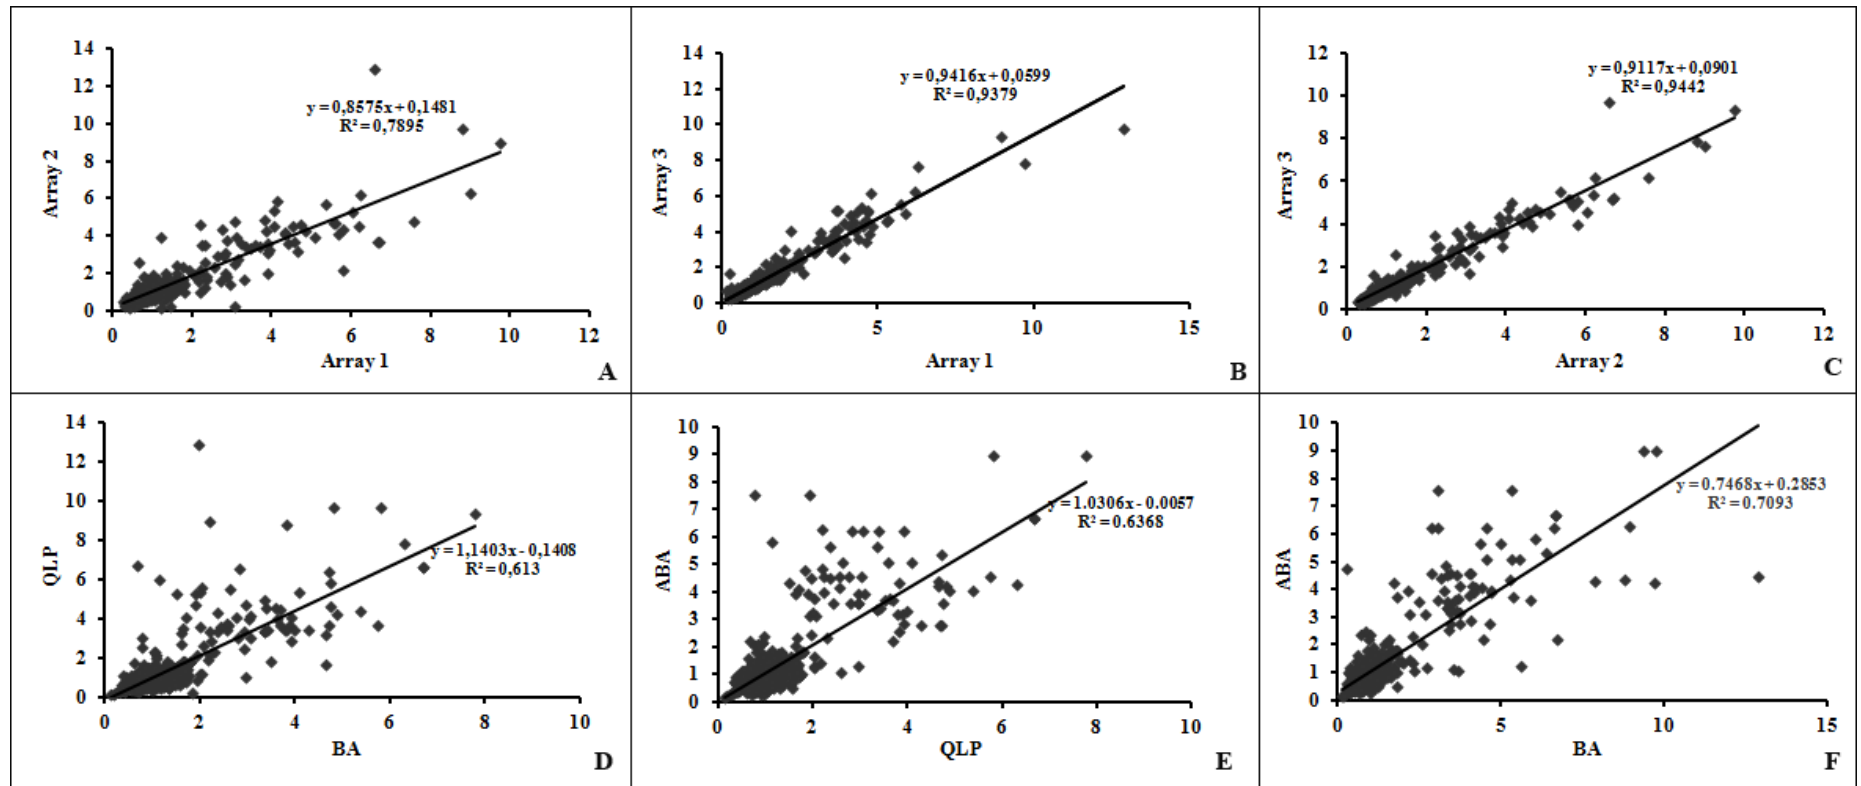 14
12
10
8
6
4
2
0
Array 2
y = 0,8575x + 0,1481
R² = 0,7895
0 2 4 6 8 10 12
Array 1
A
14
12
10
8
6
4
2
0
Array 3
y = 0,9416x + 0,0599
R² = 0,9379
0 5 10 15
Array 1
B
12
10
8
6
4
2
0
Array 3
y = 0,9117x + 0,0901
R² = 0,9442
0 2 4 6 8 10 12
Array 2
C
14
12
10
8
6
4
2
0
QLP
y = 1,1403x - 0,1408
R² = 0,613
0 2 4 6 8 10
BA
D
10
9
8
7
6
5
4
3
2
1
0
ABA
y = 1.0306x - 0.0057
R² = 0.6368
0 2 4 6 8 10
QLP
E
10
9
8
7
6
5
4
3
2
1
0
ABA
y = 0.7468x + 0.2853
R² = 0.7093
0 5 10 15
BA
F